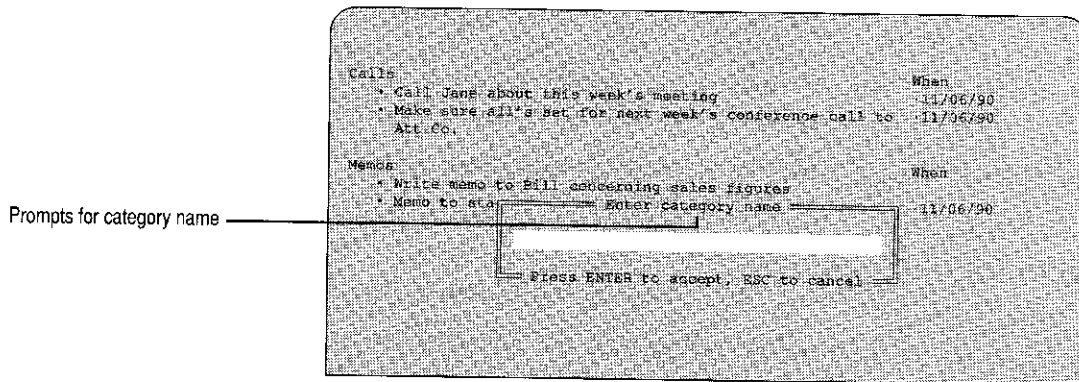 Calls When
• Call Jane about this week's meeting ·11/06/90
• Make sure all's set for next week's conference call to ·11/06/90
Att Co.
Memos When
• Write memo to Bill concerning sales figures
• Memo to sta 11/06/90
Enter category name
Prompts for category name
Press ENTER to accept, ESC to cancel